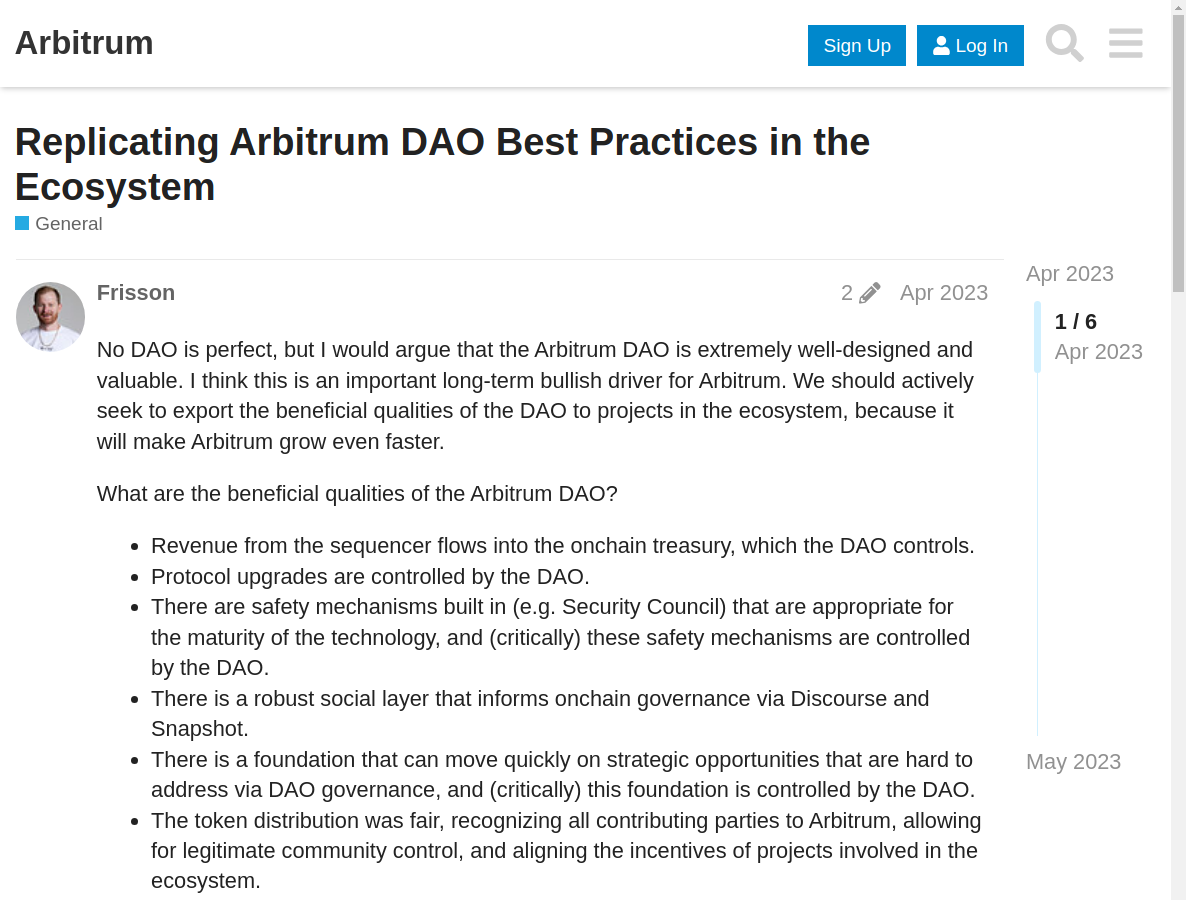 Arbitrum
Sign Up
Log In
Replicating Arbitrum DAO Best Practices in the
Ecosystem
General
Frisson
2
Apr 2023
No DAO is perfect, but I would argue that the Arbitrum DAO is extremely well-designed and
valuable. I think this is an important long-term bullish driver for Arbitrum. We should actively
seek to export the beneficial qualities of the DAO to projects in the ecosystem, because it
will make Arbitrum grow even faster.
What are the beneficial qualities of the Arbitrum DAO?
• Revenue from the sequencer flows into the onchain treasury, which the DAO controls.
• Protocol upgrades are controlled by the DAO.
• There are safety mechanisms built in (e.g. Security Council) that are appropriate for
the maturity of the technology, and (critically) these safety mechanisms are controlled
by the DAO.
• There is a robust social layer that informs onchain governance via Discourse and
Snapshot.
• There is a foundation that can move quickly on strategic opportunities that are hard to
address via DAO governance, and (critically) this foundation is controlled by the DAO.
• The token distribution was fair, recognizing all contributing parties to Arbitrum, allowing
for legitimate community control, and aligning the incentives of projects involved in the
ecosystem.
Apr 2023
1 / 6
Apr 2023
May 2023